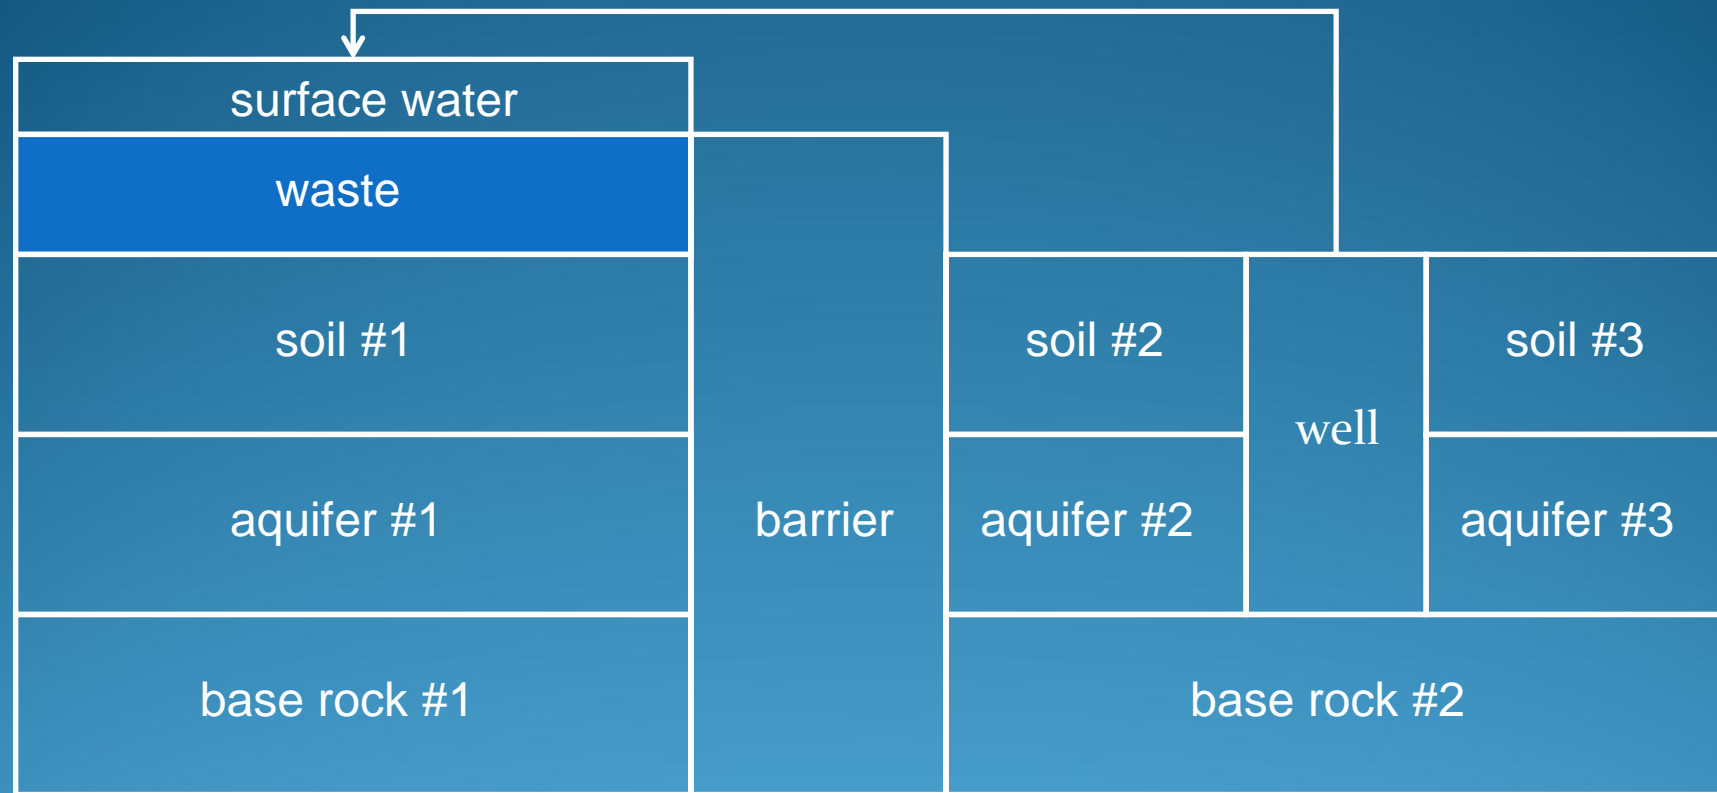 surface water
waste
soil #1
soil #2
soil #3
well
aquifer #1
barrier
aquifer #2
aquifer #3
base rock #1
base rock #2